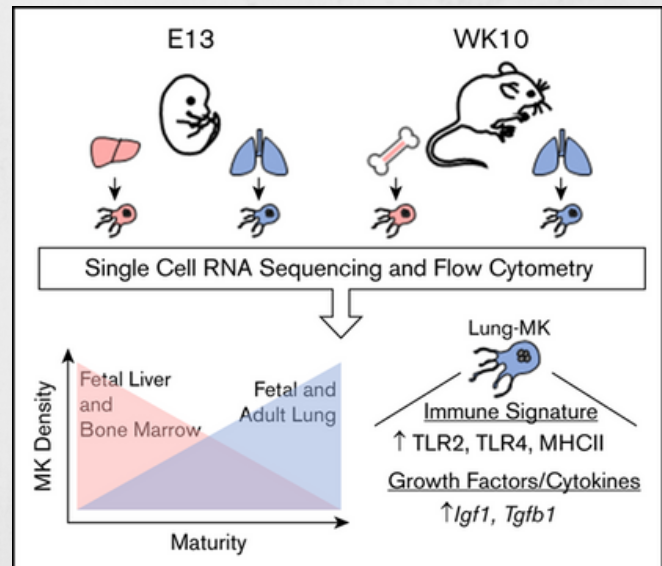 E13
WK10
Single Cell RNA Sequencing and Flow Cytometry
MK Density
Fetal Liver
and
Bone Marrow
Fetal and
Adult Lung
Maturity
Lung-MK
Immune Signature
↑ TLR2, TLR4, MHCII
Growth Factors/Cytokines
↑Igf1, Tgfb1